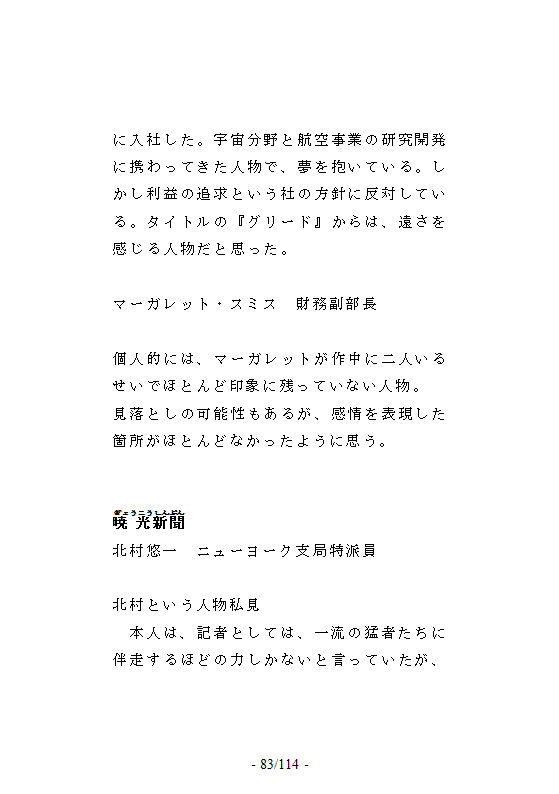 に入社した。宇宙分野と航空事業の研究開発
に携わってきた人物で、夢を抱いている。し
かし利益の追求という社の方針に反対してい
る。タイトルの『グリード』からは、遠さを
感じる人物だと思った。
マーガレット・スミス　財務副部長
個人的には、マーガレットが作中に二人いる
せいでほとんど印象に残っていない人物。
見落としの可能性もあるが、感情を表現した
箇所がほとんどなかったように思う。
ぎょうこうしんぶん
暁光新聞
北村悠一　ニューヨーク支局特派員
北村という人物私見
　本人は、記者としては、一流の猛者たちに
伴走するほどの力しかないと言っていたが、
- 83/114 -